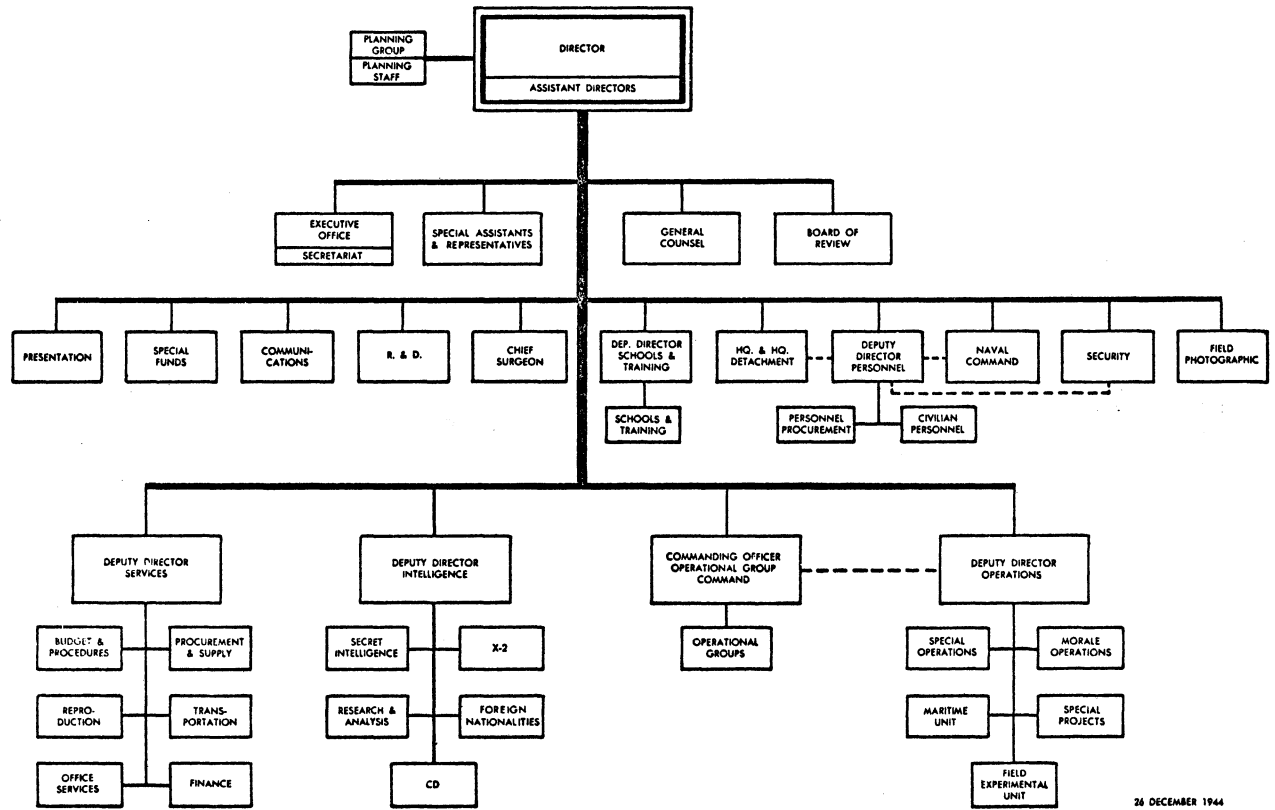 PLANNING
GROUP
PLANNING
STAFF
DIRECTOR
ASSISTANT DIRECTORS
EXECUTIVE
OFFICE
SECRETARIAT
SPECIAL ASSISTANTS
& REPRESENTATIVES
GENERAL
COUNSEL
BOARD OF
REVIEW
PRESENTATION
SPECIAL
FUNDS
COMMUNI-
CATIONS
R. & D.
CHIEF
SURGEON
DEP. DIRECTOR
SCHOOLS &
TRAINING
HQ. & HQ.
DETACHMENT
DEPUTY
DIRECTOR
PERSONNEL
NAVAL
COMMAND
SECURITY
FIELD
PHOTOGRAPHIC
SCHOOLS &
TRAINING
PERSONNEL
PROCUREMENT
CIVILIAN
PERSONNEL
DEPUTY DIRECTOR
SERVICES
DEPUTY DIRECTOR
INTELLIGENCE
COMMANDING OFFICER
OPERATIONAL GROUP
COMMAND
DEPUTY DIRECTOR
OPERATIONS
BUDGET &
PROCEDURES
PROCUREMENT
& SUPPLY
SECRET
INTELLIGENCE
X-2
OPERATIONAL
GROUPS
SPECIAL
OPERATIONS
MORALE
OPERATIONS
REPRO-
DUCTION
TRANS-
PORTATION
RESEARCH &
ANALYSIS
FOREIGN
NATIONALITIES
MARITIME
UNIT
SPECIAL
PROJECTS
OFFICE
SERVICES
FINANCE
CD
FIELD
EXPERIMENTAL
UNIT
26 DECEMBER 1944